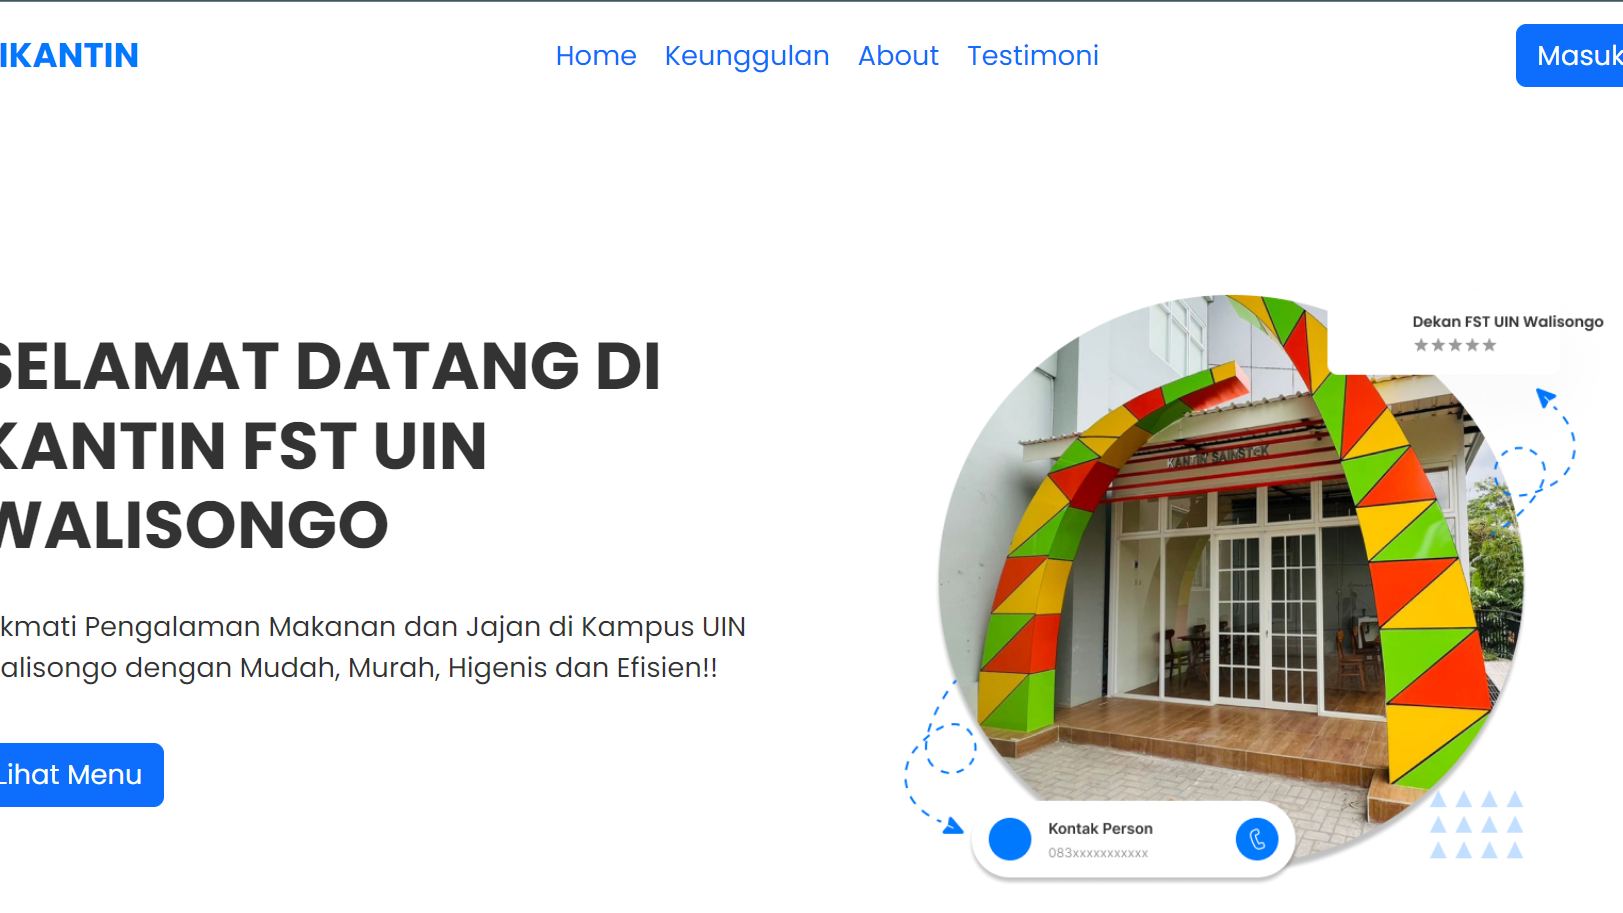 IKANTIN
Home Keunggulan About Testimoni
Masuk
SELAMAT DATANG DI
KANTIN FST UIN
WALISONGO
kmati Pengalaman Makanan dan Jajan di Kampus UIN
alisongo dengan Mudah, Murah, Higenis dan Efisien!!
Lihat Menu
Dekan FST UIN Walisongo
KANTIN SAINSTEK
Kontak Person
083xxxxxxxxxxx